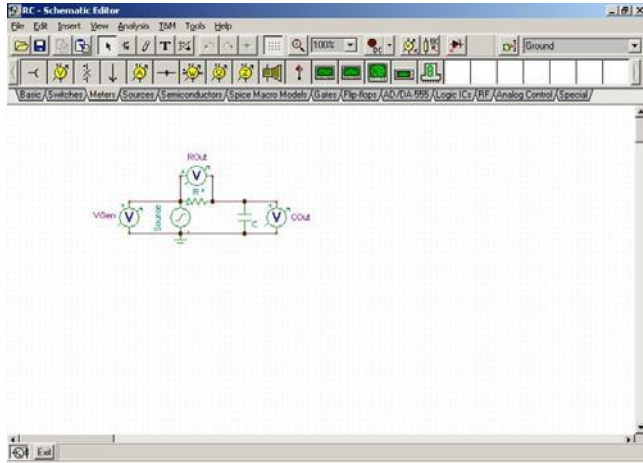 RC - Schematic Editor
File Edit Insert View Analysis T&M Tools Help
T
100%
Ground
Basic Switches Meters Sources Semiconductors Spice Macro Models Gates Flip-flops AD/DA-555 Logic ICs RF Analog Control Special
ROut
V
R *
VGen V Source C V COut
Exit